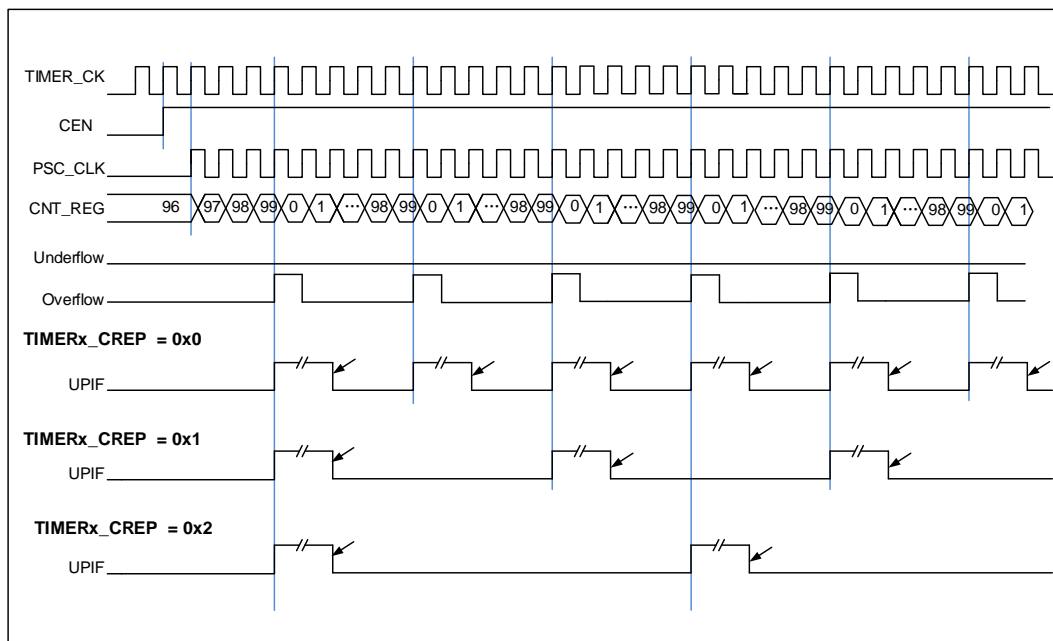 TIMER_CK
CEN
PSC_CLK
CNT_REG 96 97 98 99 0 1 ... 98 99 0 1 ... 98 99 0 1 ... 98 99 0 1 ... 98 99 0 1 ... 98 99 0 1
Underflow
Overflow
TIMERx_CREP = 0x0
UPIF
TIMERx_CREP = 0x1
UPIF
TIMERx_CREP = 0x2
UPIF